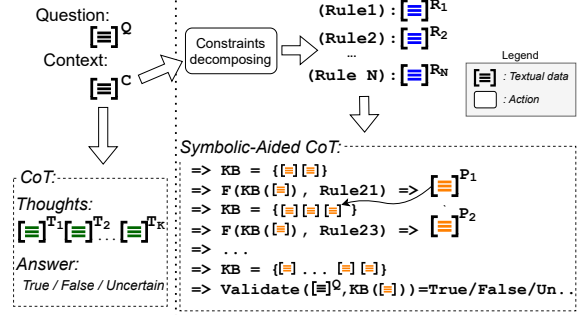 Question:
[≡]Q
Context:
[≡]C
Constraints
decomposing
(Rule1):[≡]R1
(Rule2):[≡]R2
...
(Rule N):[≡]RN
Legend
[≡] : Textual data
: Action
CoT:
Thoughts:
[≡]T1[≡]T2...[≡]TK
Answer:
True / False / Uncertain
Symbolic-Aided CoT:
=> KB = {[≡][≡]}
=> F(KB([≡]), Rule21) => [≡]P1
=> KB = {[≡][≡][≡]}
=> F(KB([≡]), Rule23) => [≡]P2
=> ...
=> KB = {[≡] ... [≡][≡]}
=> Validate([≡]Q,KB([≡]))=True/False/Un..